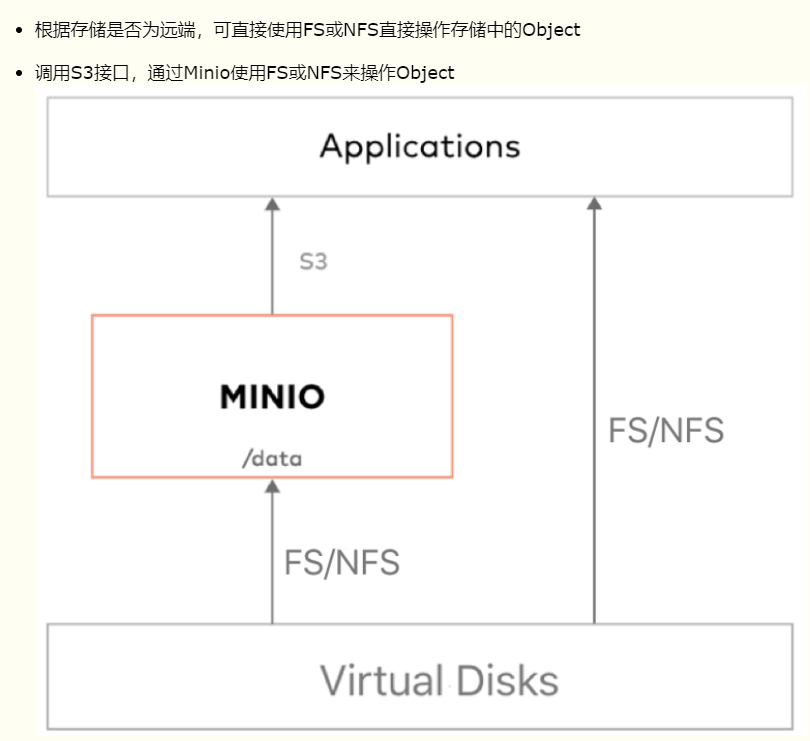 根据存储是否为远端，可直接使用FS或NFS直接操作存储中的Object
调用S3接口，通过Minio使用FS或NFS来操作Object
Applications
S3
MINIO
/data
FS/NFS
FS/NFS
Virtual Disks